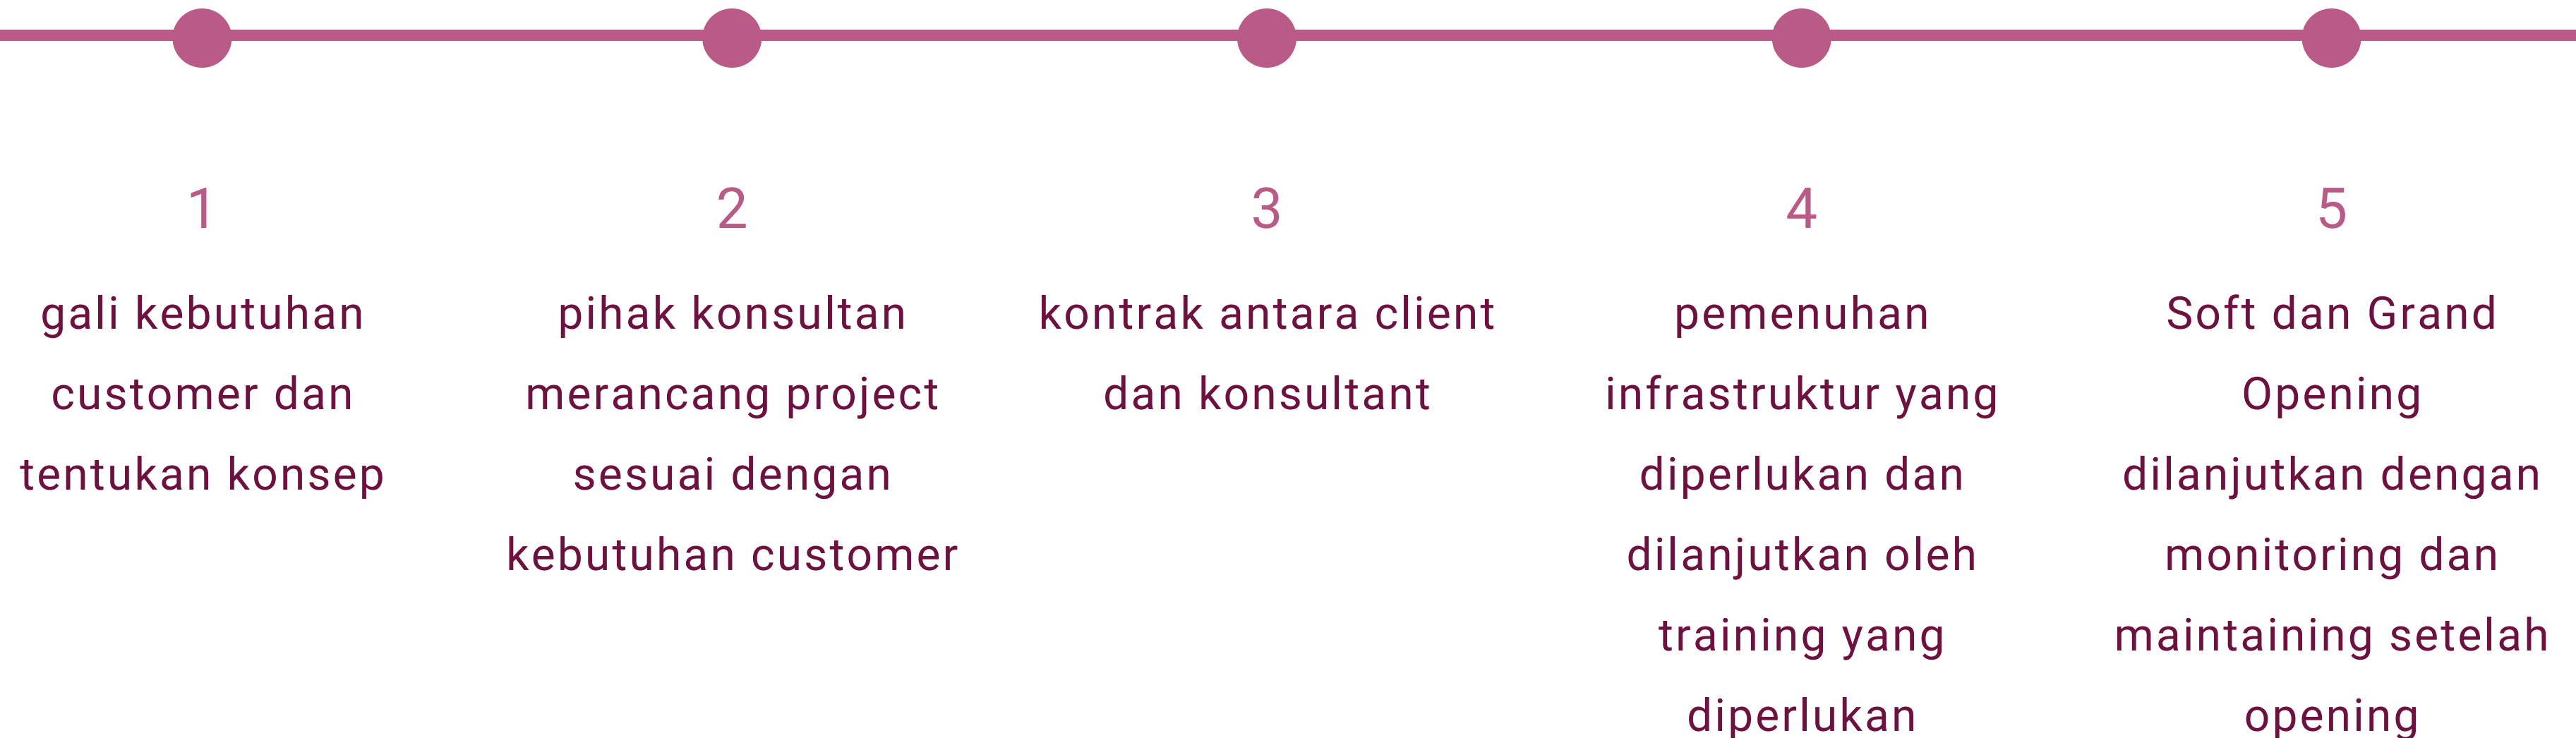 1
gali kebutuhan
customer dan
tentukan konsep
2
pihak konsultan
merancang project
sesuai dengan
kebutuhan customer
3
kontrak antara client
dan konsultant
4
pemenuhan
infrastruktur yang
diperlukan dan
dilanjutkan oleh
training yang
diperlukan
5
Soft dan Grand
Opening
dilanjutkan dengan
monitoring dan
maintaining setelah
opening